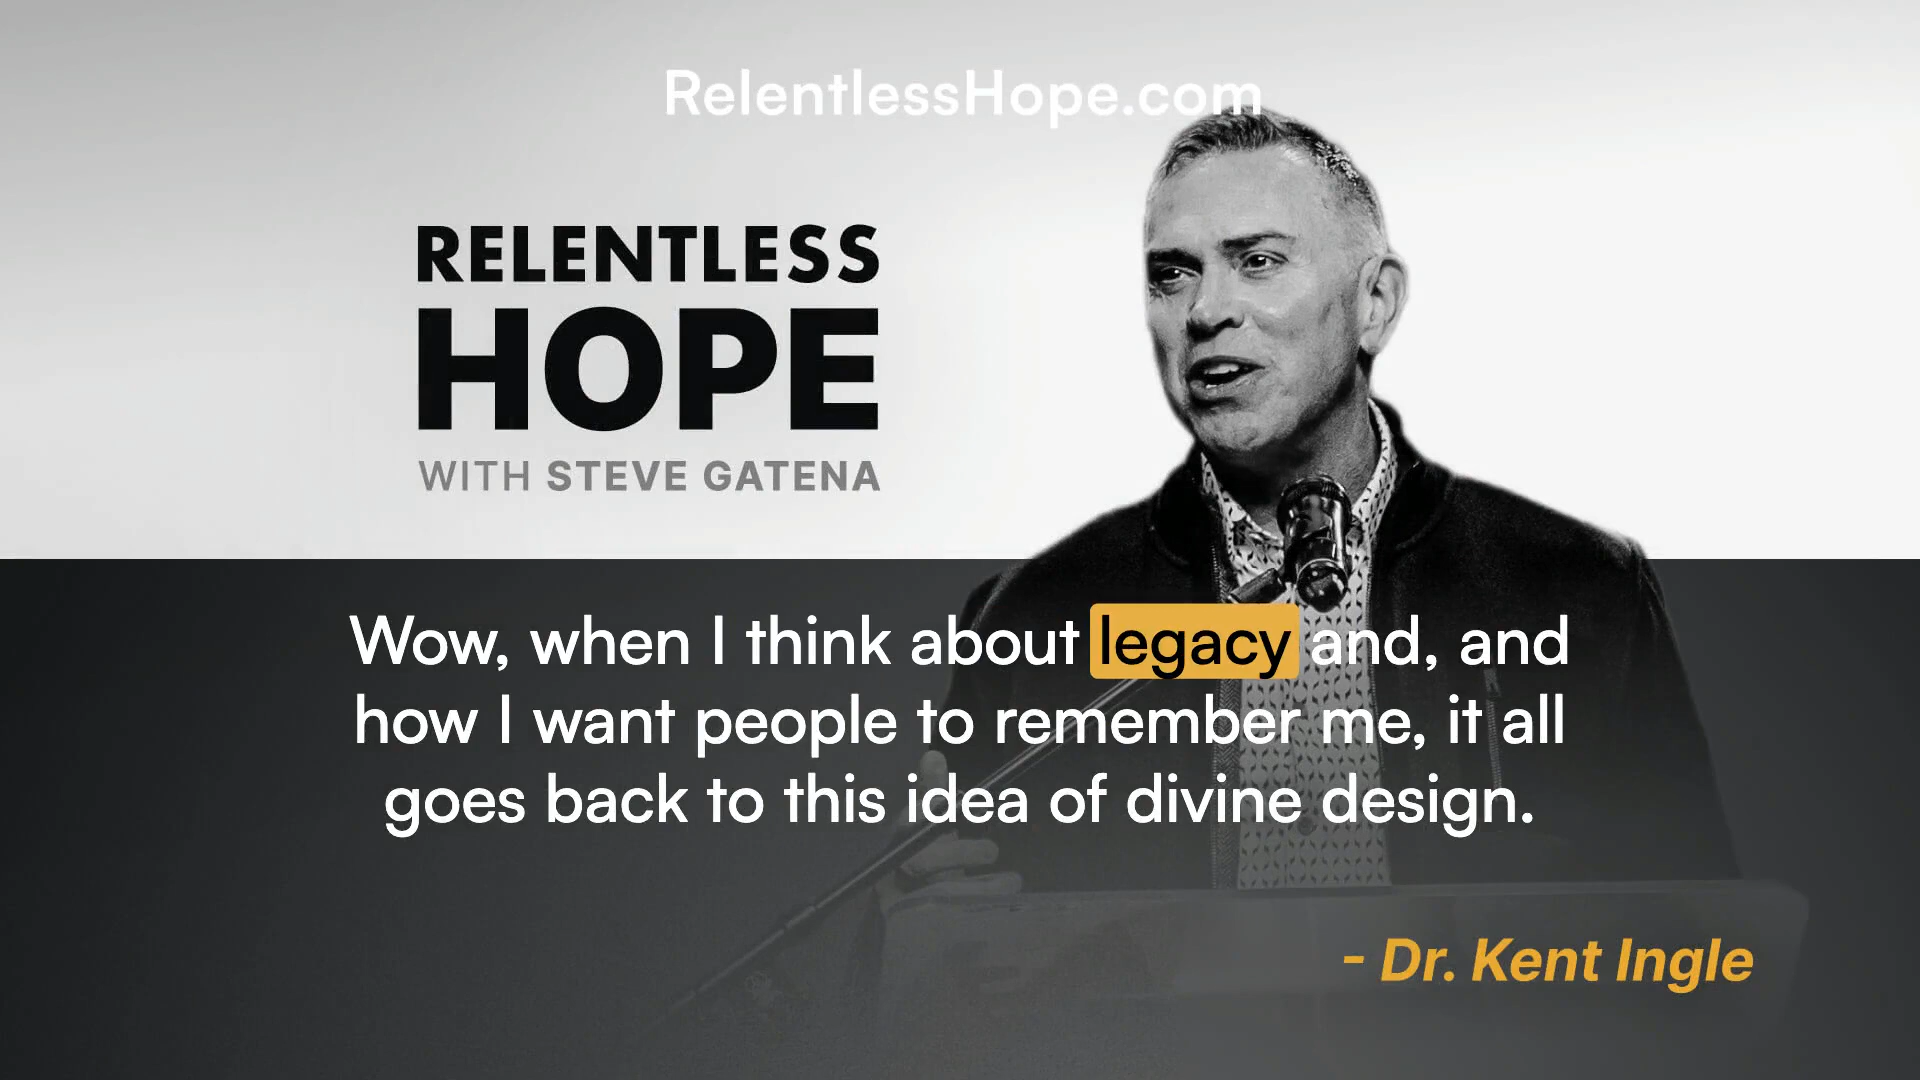 RelentlessHope.com
RELENTLESS
HOPE
WITH STEVE GATENA
Wow, when I think about legacy and, and
how I want people to remember me, it all
goes back to this idea of divine design.
- Dr. Kent Ingle